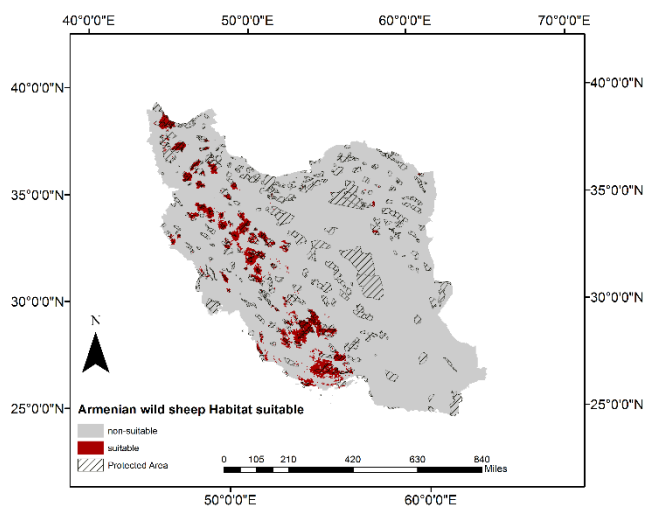 40°0'0"E 50°0'0"E 60°0'0"E 70°0'0"E
40°0'0"N 40°0'0"N
35°0'0"N 35°0'0"N
30°0'0"N 30°0'0"N
N
25°0'0"N 25°0'0"N
Armenian wild sheep Habitat suitable
non-suitable
suitable
Protected Area
0 105 210 420 630 840
Miles
50°0'0"E 60°0'0"E